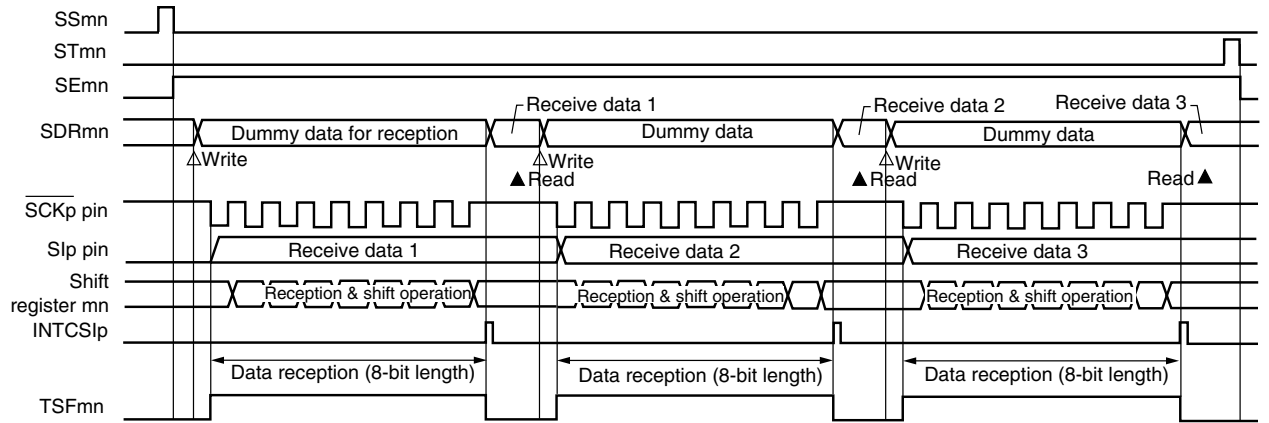 SSmn
STmn
SEmn
Receive data 1
Receive data 2
Receive data 3
SDRmn
Dummy data for reception
Dummy data
Dummy data
△Write
△Write
△Write
▲Read
▲Read
Read▲
SCKp pin
SIp pin
Receive data 1
Receive data 2
Receive data 3
Shift
register mn
Reception & shift operation
Reception & shift operation
Reception & shift operation
INTCSIp
Data reception (8-bit length)
Data reception (8-bit length)
Data reception (8-bit length)
TSFmn